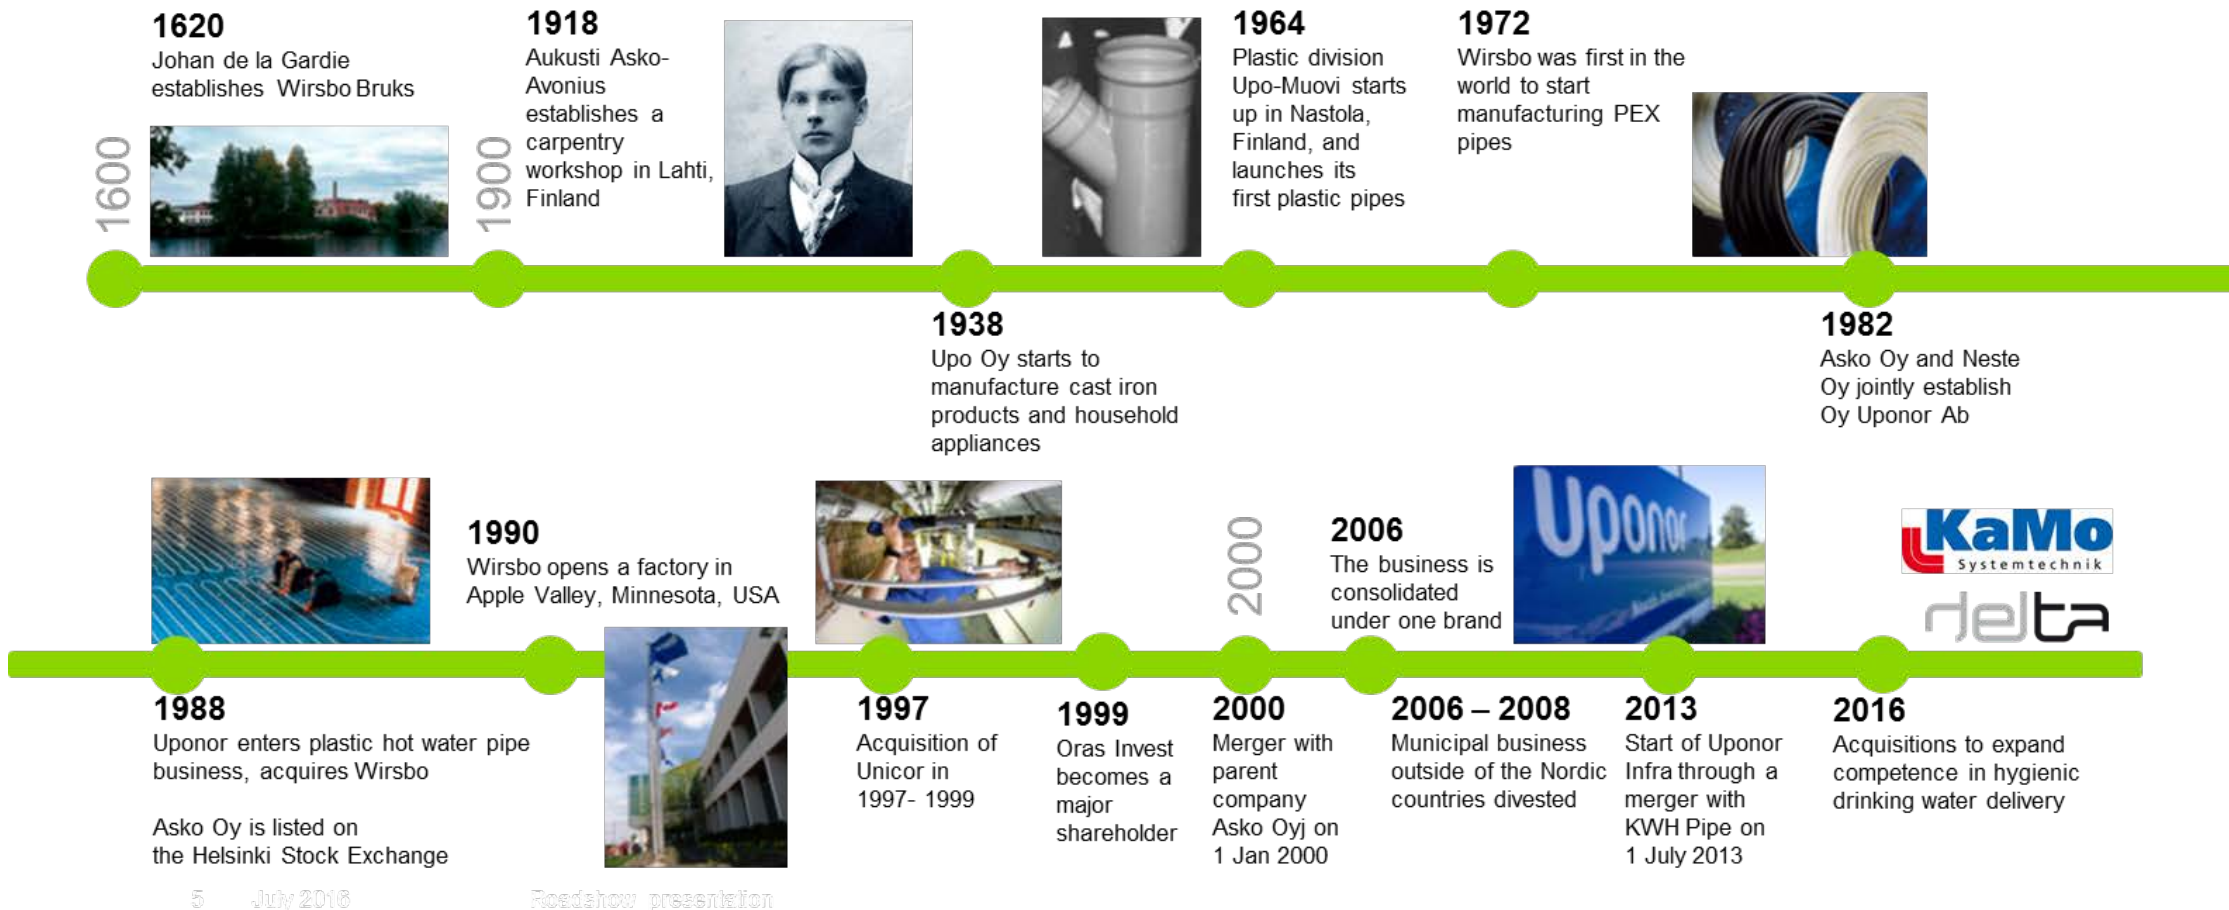 1620
Johan de la Gardie
establishes Wirsbo Bruks
1600
1918
Aukusti Asko-
Avonius
establishes a
carpentry
workshop in Lahti,
Finland
1900
1964
Plastic division
Upo-Muovi starts
up in Nastola,
Finland, and
launches its
first plastic pipes
1972
Wirsbo was first in the
world to start
manufacturing PEX
pipes
1938
Upo Oy starts to
manufacture cast iron
products and household
appliances
1982
Asko Oy and Neste
Oy jointly establish
Oy Uponor Ab
1990
Wirsbo opens a factory in
Apple Valley, Minnesota, USA
2000
2006
The business is
consolidated
under one brand
uponor
KaMo
Systemtechnik
delta
1988
Uponor enters plastic hot water pipe
business, acquires Wirsbo
Asko Oy is listed on
the Helsinki Stock Exchange
1997
Acquisition of
Unicor in
1997- 1999
1999
Oras Invest
becomes a
major
shareholder
2000
Merger with
parent
company
Asko Oyj on
1 Jan 2000
2006 – 2008
Municipal business
outside of the Nordic
countries divested
2013
Start of Uponor
Infra through a
merger with
KWH Pipe on
1 July 2013
2016
Acquisitions to expand
competence in hygienic
drinking water delivery
5 July 2016 Roadshow presentation